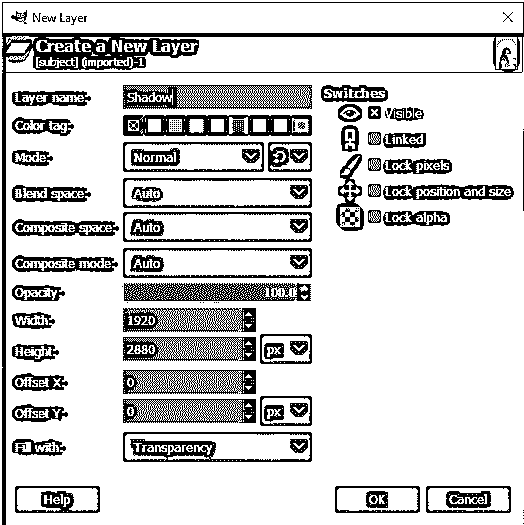 New Layer
Create a New Layer
[subject] (imported)-1
Layer name:
Shadow
Color tag:
Mode:
Normal
Blend space:
Auto
Composite space:
Auto
Composite mode:
Auto
Opacity:
100.0
Width:
1920
Height:
2880
px
Offset X:
0
Offset Y:
0
px
Fill with:
Transparency
Switches
Visible
Linked
Lock pixels
Lock position and size
Lock alpha
Help
OK
Cancel